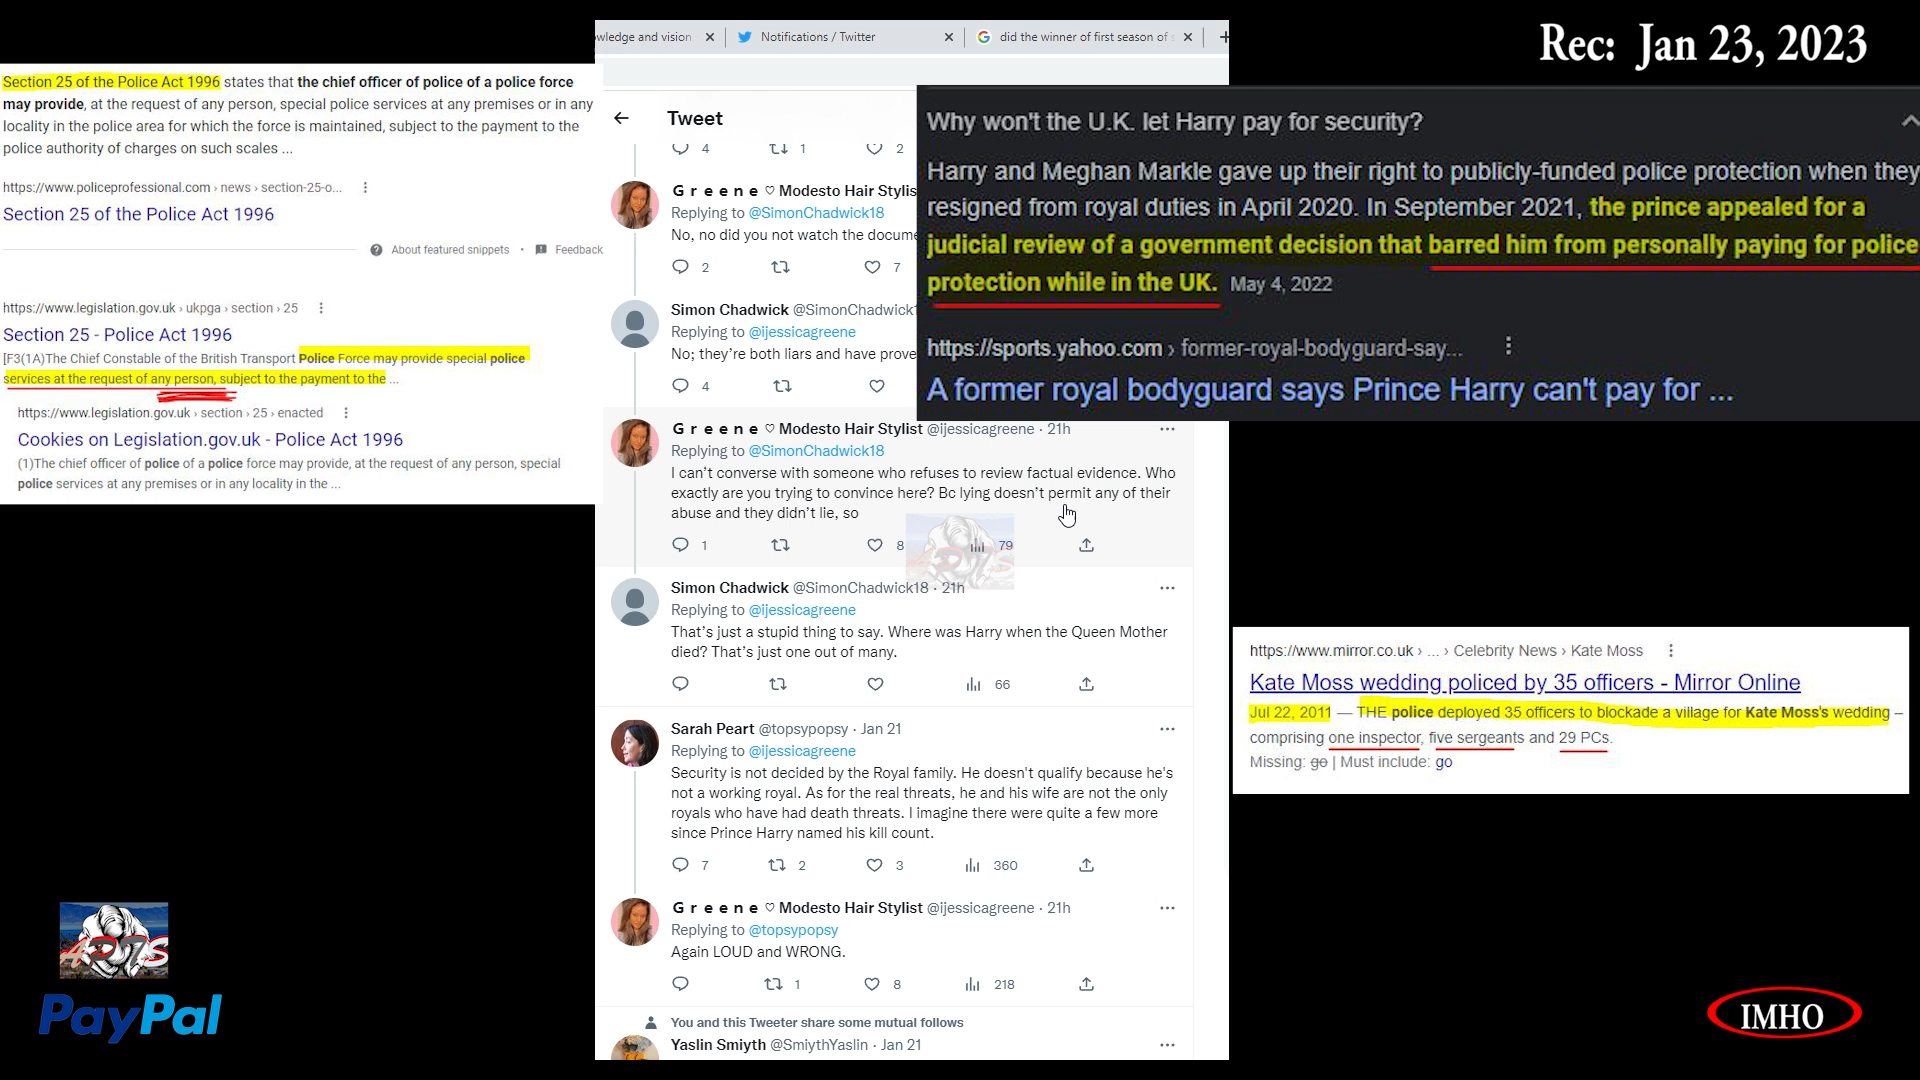 Rec: Jan 23, 2023
wledge and vision
Notifications / Twitter
did the winner of first season of
Section 25 of the Police Act 1996 states that the chief officer of police of a police force
may provide, at the request of any person, special police services at any premises or in any
locality in the police area for which the force is maintained, subject to the payment to the
police authority of charges on such scales ...
https://www.policeprofessional.com › news › section-25-o...
Section 25 of the Police Act 1996
About featured snippets • Feedback
https://www.legislation.gov.uk › ukpga › section › 25
Section 25 - Police Act 1996
[F3(1A)The Chief Constable of the British Transport Police Force may provide special police
services at the request of any person, subject to the payment to the ...
https://www.legislation.gov.uk › section › 25 › enacted
Cookies on Legislation.gov.uk - Police Act 1996
(1)The chief officer of police of a police force may provide, at the request of any person, special
police services at any premises or in any locality in the ...
Tweet
4 1 2
G r e e n e ♡ Modesto Hair Stylis
Replying to @SimonChadwick18
No, no did you not watch the docume
2 7
Simon Chadwick @SimonChadwick1
Replying to @ijessicagreene
No; they're both liars and have prove
4
G r e e n e ♡ Modesto Hair Stylist @ijessicagreene · 21h
Replying to @SimonChadwick18
I can't converse with someone who refuses to review factual evidence. Who
exactly are you trying to convince here? Bc lying doesn't permit any of their
abuse and they didn't lie, so
1 8 79
Simon Chadwick @SimonChadwick18 · 21h
Replying to @ijessicagreene
That's just a stupid thing to say. Where was Harry when the Queen Mother
died? That's just one out of many.
66
Sarah Peart @topsypopsy · Jan 21
Replying to @ijessicagreene
Security is not decided by the Royal family. He doesn't qualify because he's
not a working royal. As for the real threats, he and his wife are not the only
royals who have had death threats. I imagine there were quite a few more
since Prince Harry named his kill count.
7 2 3 360
G r e e n e ♡ Modesto Hair Stylist @ijessicagreene · 21h
Replying to @topsypopsy
Again LOUD and WRONG.
1 8 218
You and this Tweeter share some mutual follows
Yaslin Smiyth @SmiythYaslin · Jan 21
Why won't the U.K. let Harry pay for security?
Harry and Meghan Markle gave up their right to publicly-funded police protection when they
resigned from royal duties in April 2020. In September 2021, the prince appealed for a
judicial review of a government decision that barred him from personally paying for police
protection while in the UK. May 4, 2022
https://sports.yahoo.com › former-royal-bodyguard-say...
A former royal bodyguard says Prince Harry can't pay for ...
https://www.mirror.co.uk › ... › Celebrity News › Kate Moss
Kate Moss wedding policed by 35 officers - Mirror Online
Jul 22, 2011 — THE police deployed 35 officers to blockade a village for Kate Moss's wedding –
comprising one inspector, five sergeants and 29 PCs.
Missing: go | Must include: go
PayPal
IMHO